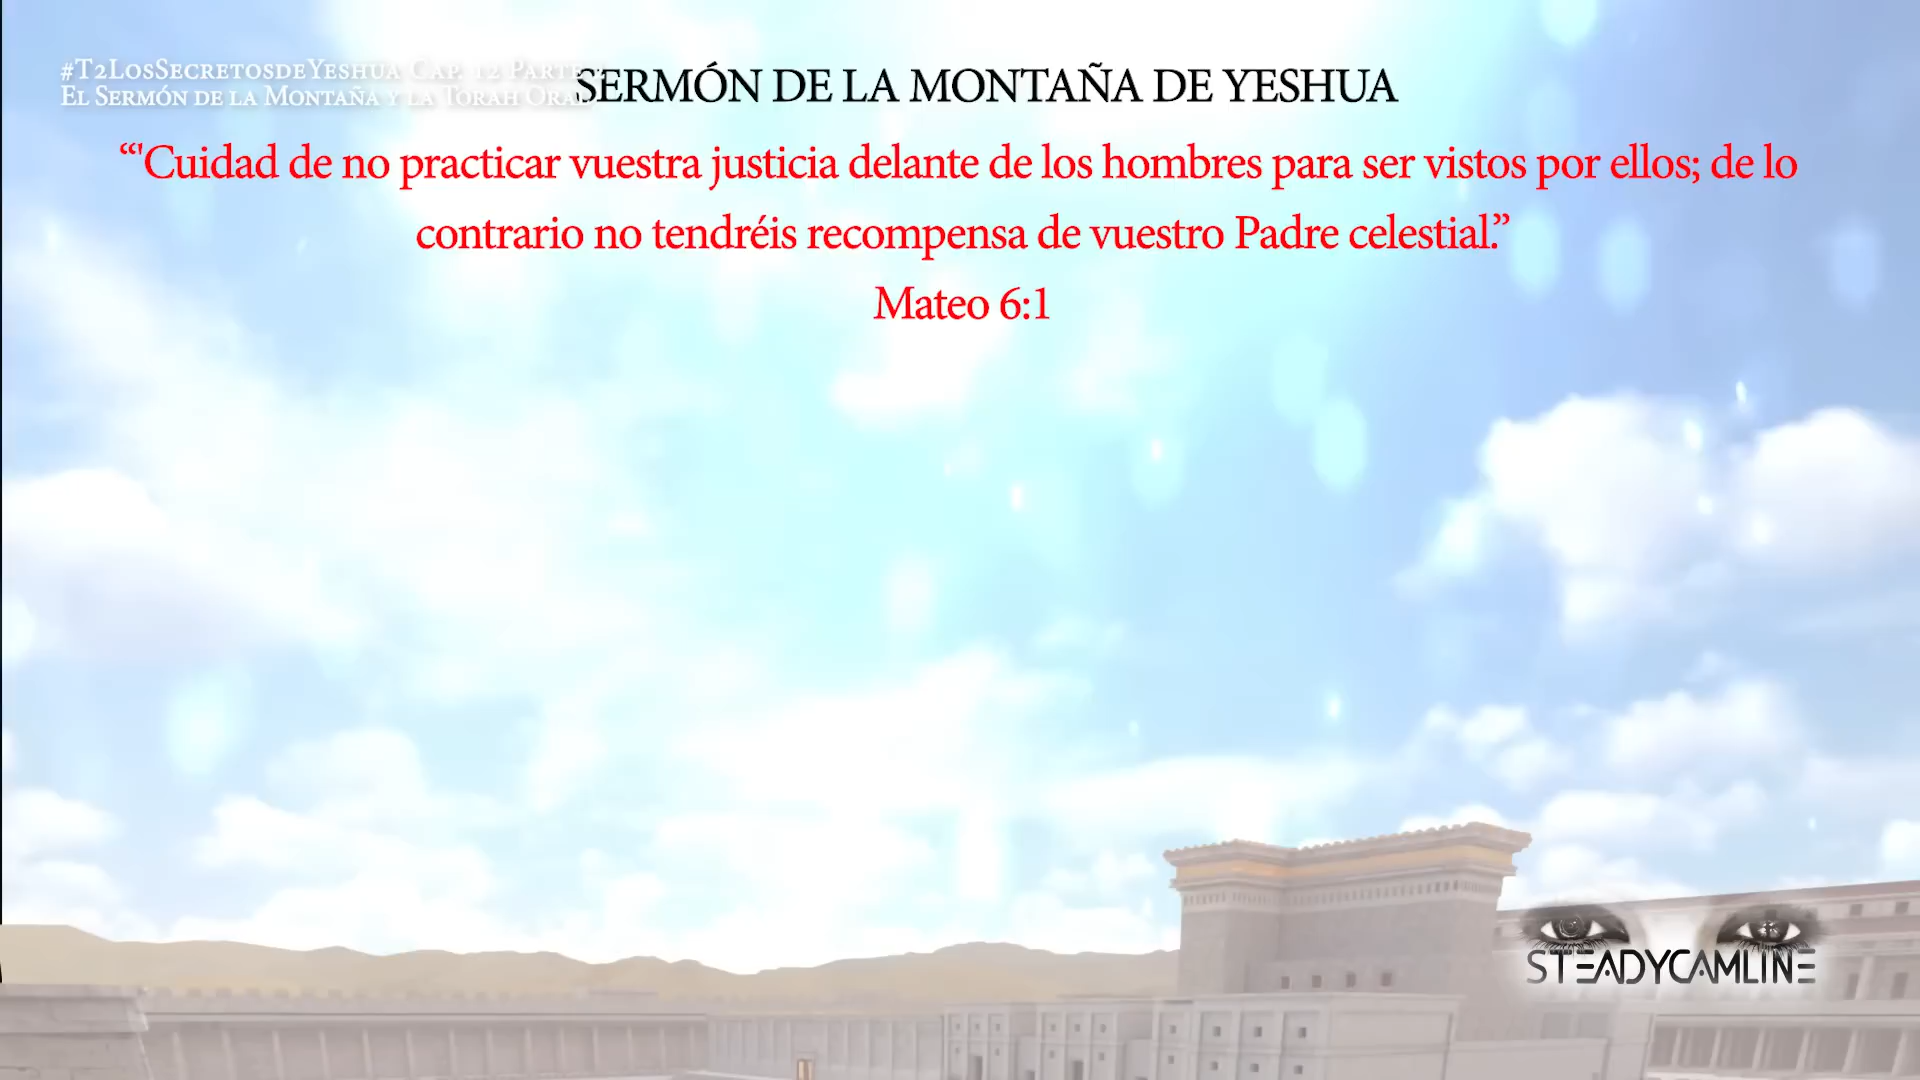 #T2LosSecretosdeYeshua Cap. 12 Parte
El Sermón de la Montaña y la Torah Oral
SERMÓN DE LA MONTAÑA DE YESHUA
“'Cuidad de no practicar vuestra justicia delante de los hombres para ser vistos por ellos; de lo
contrario no tendréis recompensa de vuestro Padre celestial.”
Mateo 6:1
STEADYCAMLINE